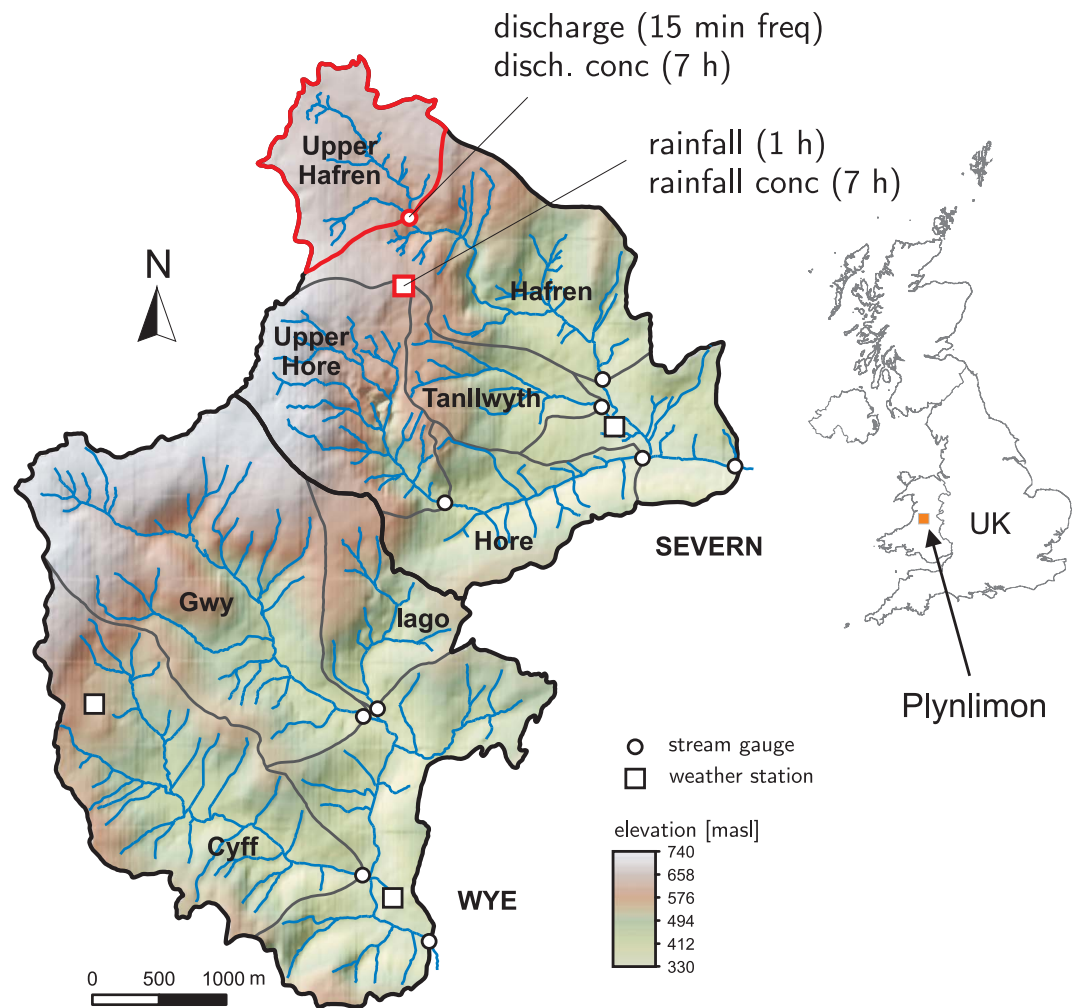 discharge (15 min freq)
disch. conc (7 h)
rainfall (1 h)
rainfall conc (7 h)
Upper
Hafren
N
Hafren
Upper
Hore
Tanllwyth
Hore
SEVERN
UK
Gwy
Iago
Plynlimon
stream gauge
weather station
elevation [masl]
740
658
576
494
412
330
Cyff
WYE
0 500 1000 m